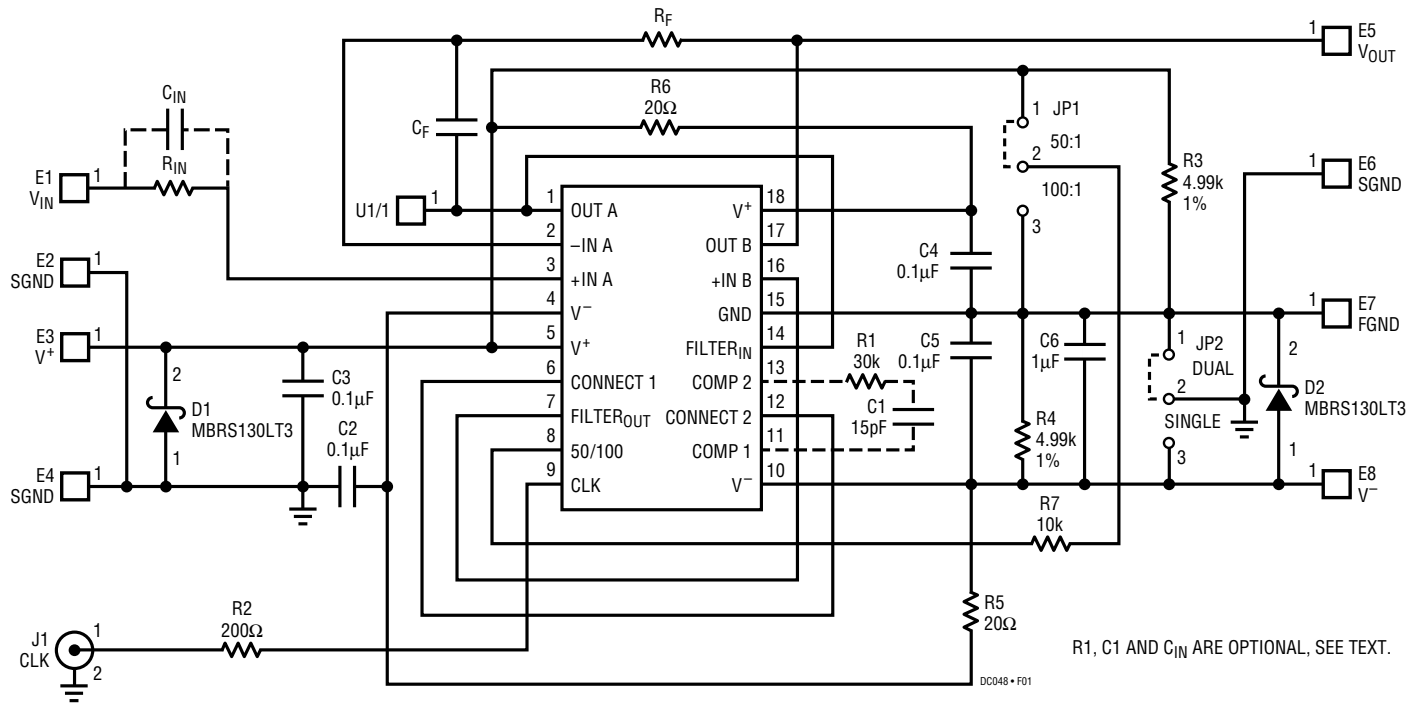 RF
1 E5
VOUT
CIN
R6
20Ω
1 JP1
CF
50:1
2
RIN
E1 1
VIN
R3
4.99k
1%
1 E6
SGND
100:1
3
U1/1 1
1 OUT A
V+ 18
2 –IN A
OUT B 17
C4
0.1µF
E2 1
SGND
3 +IN A
+IN B 16
4 V–
GND 15
1 E7
FGND
E3 1
V+
5 V+
FILTERIN 14
R1
30k
C5
0.1µF
C6
1µF
1 JP2
DUAL
2
2
C3
0.1µF
6 CONNECT 1
COMP 2 13
D1
MBRS130LT3
1
7 FILTEROUT
CONNECT 2 12
C1
15pF
D2
MBRS130LT3
1
C2
0.1µF
R4
4.99k
1%
SINGLE
2
3
8 50/100
COMP 1 11
E4 1
SGND
9 CLK
V– 10
1 E8
V–
R7
10k
R5
20Ω
R2
200Ω
J1
CLK
1
2
R1, C1 AND CIN ARE OPTIONAL, SEE TEXT.
DC048 • F01